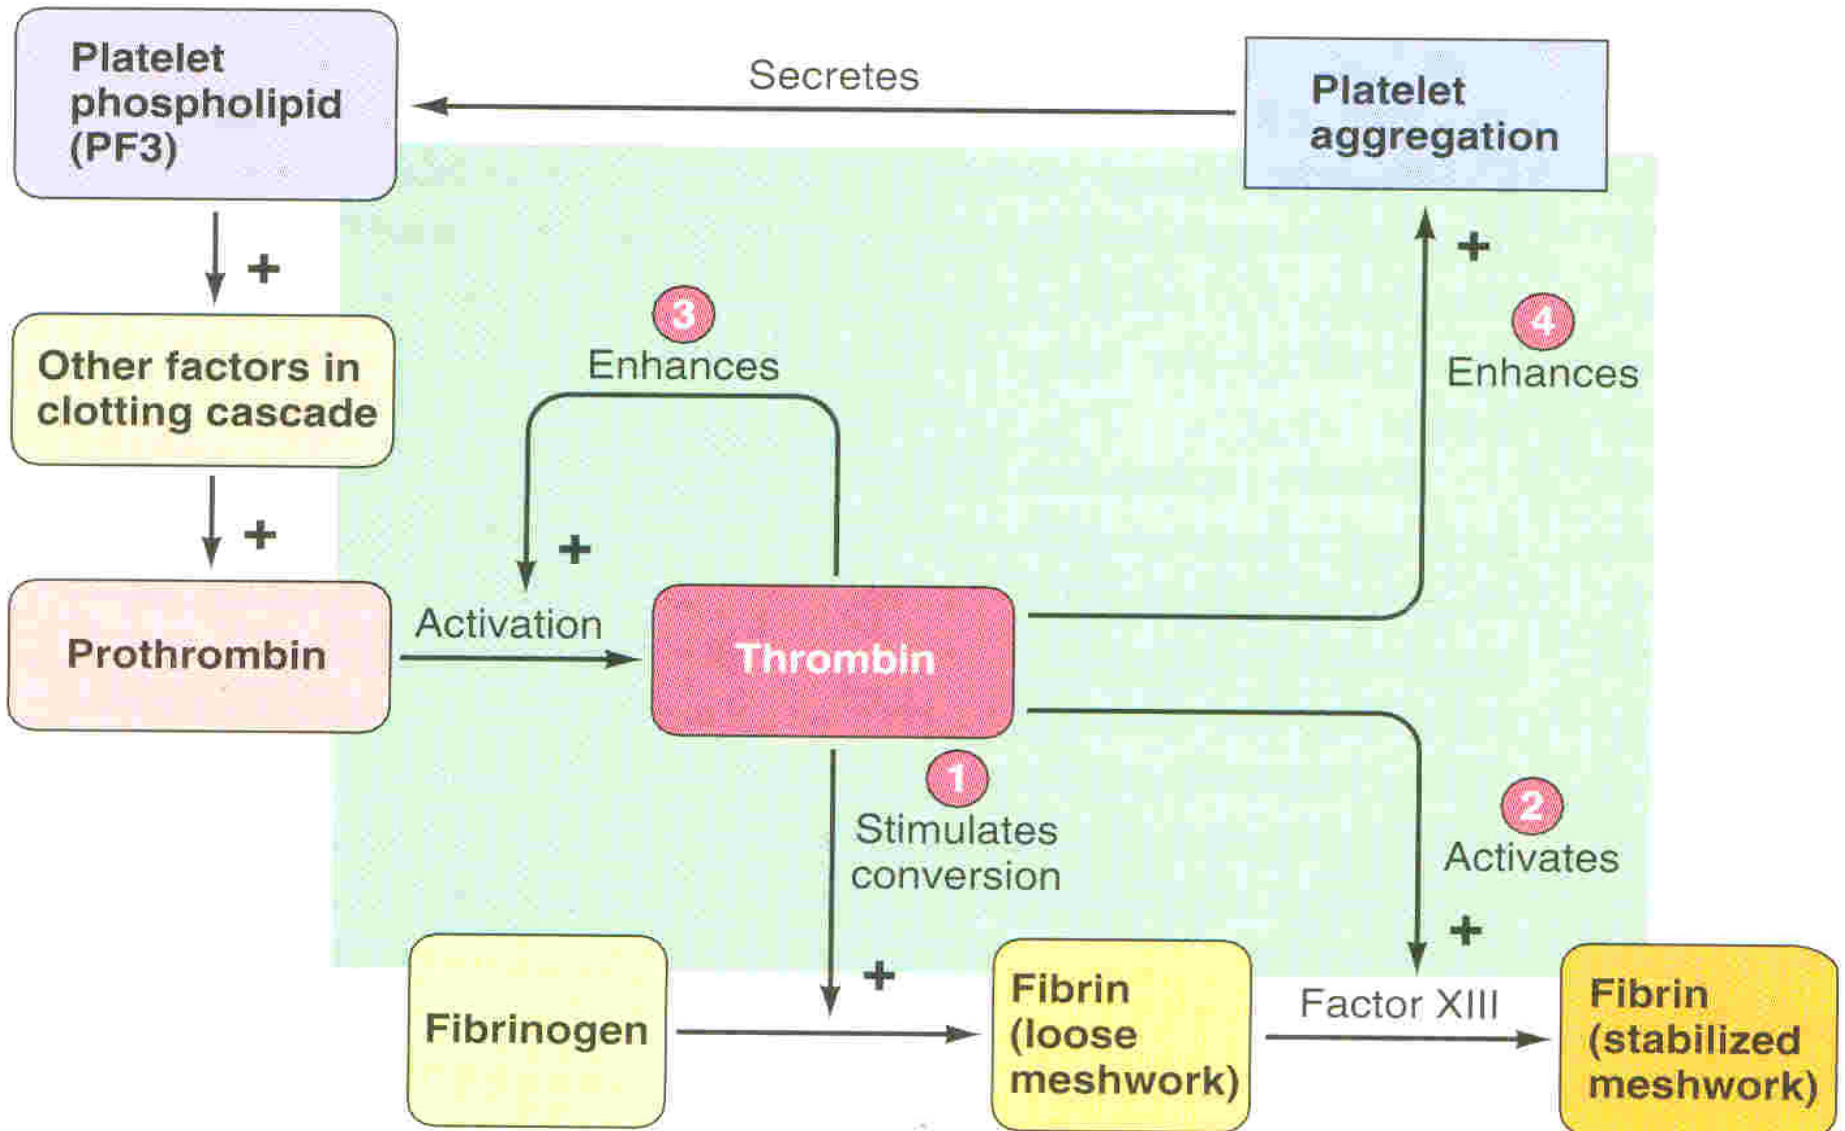 Platelet
phospholipid
(PF3)
Secretes
Platelet
aggregation
+
+
3
Enhances
4
Enhances
Other factors in
clotting cascade
+
+
Prothrombin
Activation
Thrombin
1
Stimulates
conversion
2
Activates
+
+
Fibrinogen
Fibrin
(loose
meshwork)
Factor XIII
Fibrin
(stabilized
meshwork)